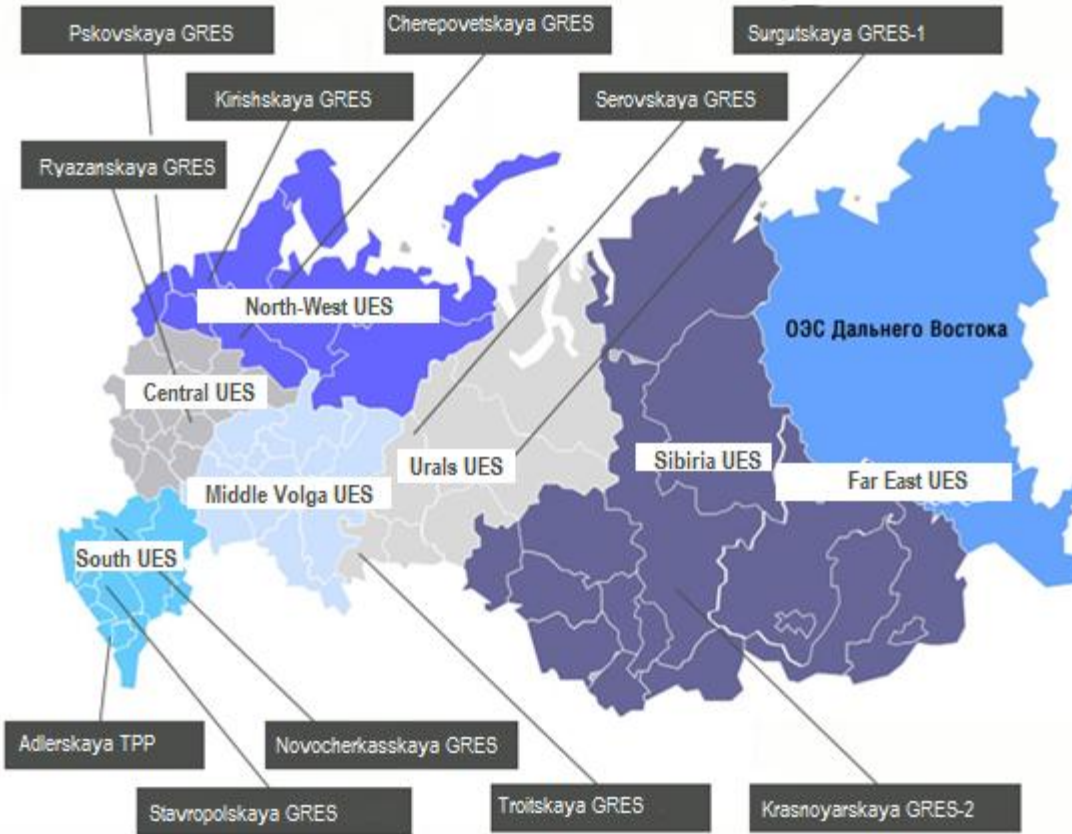 Pskovskaya GRES
Cherepovetskaya GRES
Surgutskaya GRES-1
Kirishskaya GRES
Serovskaya GRES
Ryazanskaya GRES
North-West UES
ОЭС Дальнего Востока
Central UES
Urals UES
Sibiria UES
Middle Volga UES
Far East UES
South UES
Adlerskaya TPP
Novocherkasskaya GRES
Stavropolskaya GRES
Troitskaya GRES
Krasnoyarskaya GRES-2